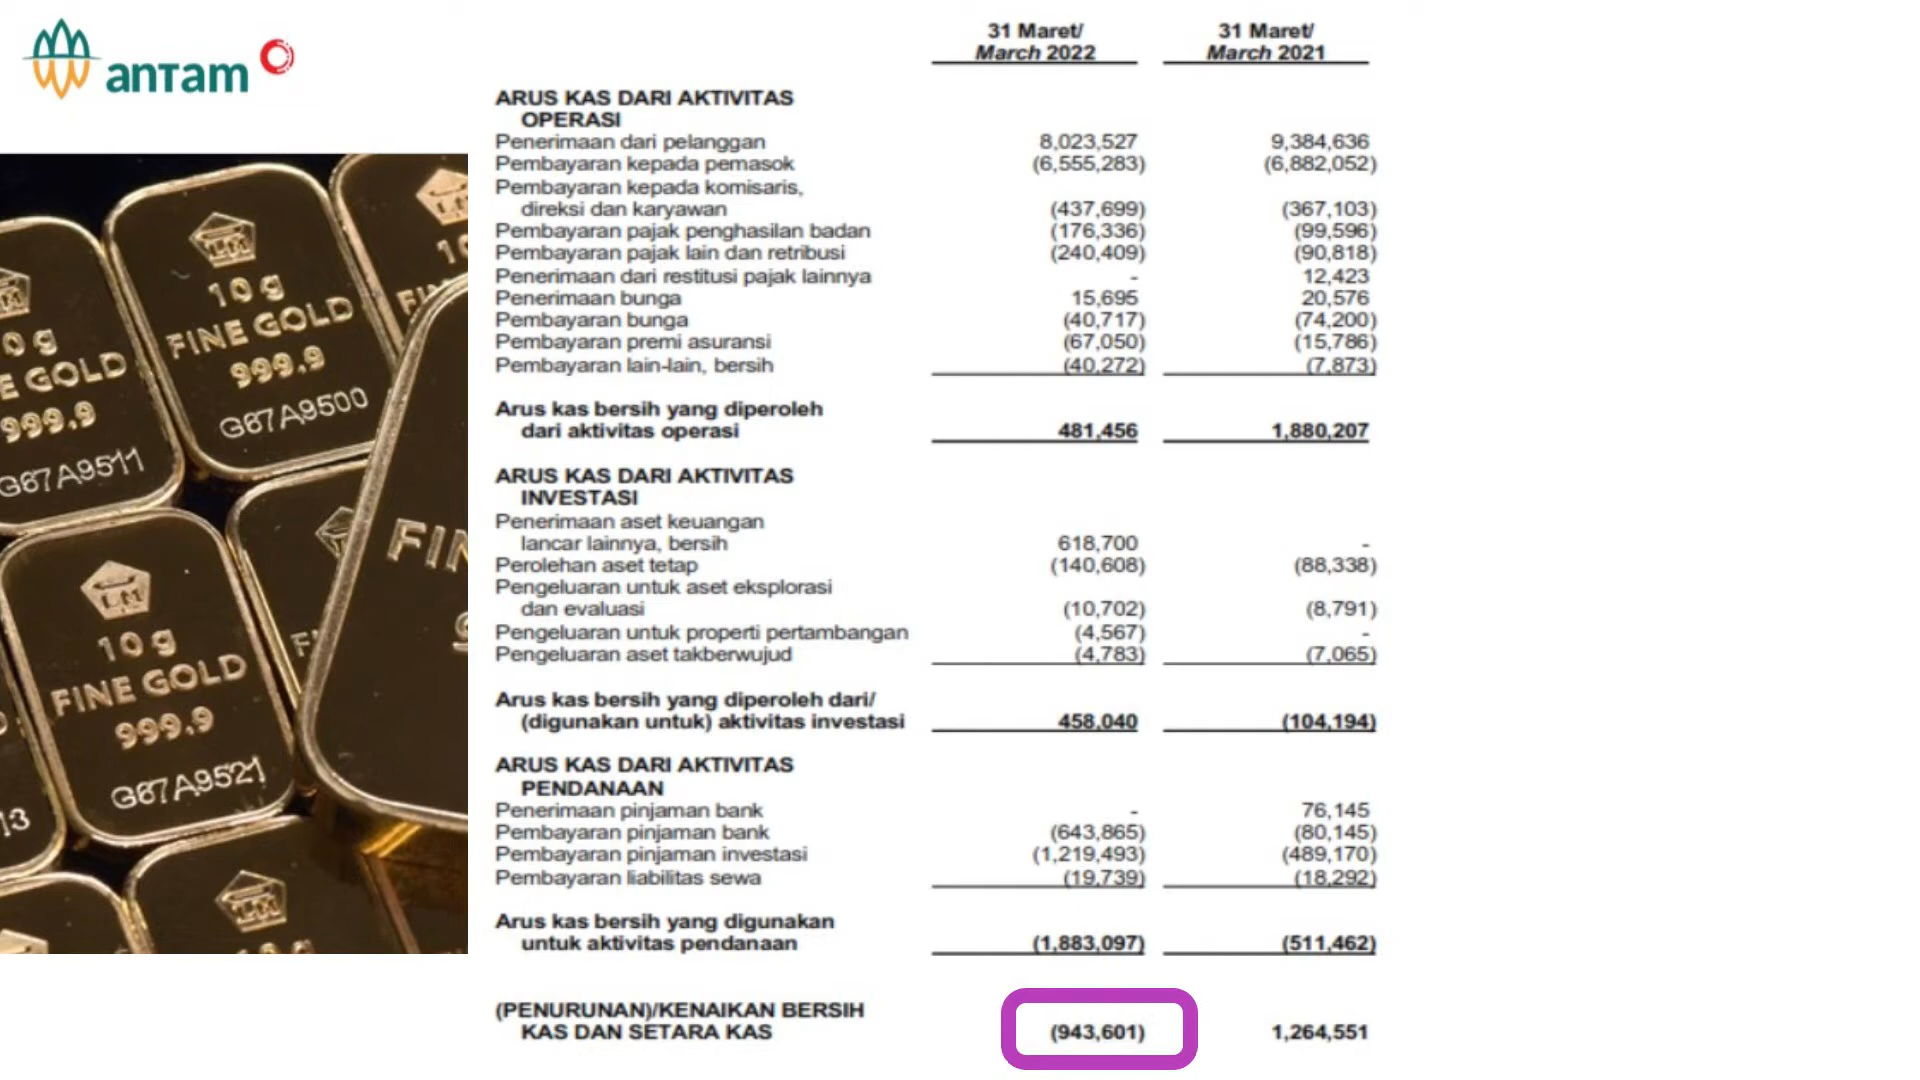 antam
10 g
FINE GOLD
999.9
G67A9500
10
FIN
0 g
E GOLD
999.9
G67A9511
10 g
FINE GOLD
999.9
G67A9521
FIN
13
31 Maret/ 31 Maret/
March 2022 March 2021
ARUS KAS DARI AKTIVITAS
OPERASI
Penerimaan dari pelanggan 8,023,527 9,384,636
Pembayaran kepada pemasok (6,555,283) (6,882,052)
Pembayaran kepada komisaris,
direksi dan karyawan (437,699) (367,103)
Pembayaran pajak penghasilan badan (176,336) (99,596)
Pembayaran pajak lain dan retribusi (240,409) (90,818)
Penerimaan dari restitusi pajak lainnya - 12,423
Penerimaan bunga 15,695 20,576
Pembayaran bunga (40,717) (74,200)
Pembayaran premi asuransi (67,050) (15,786)
Pembayaran lain-lain, bersih (40,272) (7,873)
Arus kas bersih yang diperoleh
dari aktivitas operasi 481,456 1,880,207
ARUS KAS DARI AKTIVITAS
INVESTASI
Penerimaan aset keuangan
lancar lainnya, bersih 618,700 -
Perolehan aset tetap (140,608) (88,338)
Pengeluaran untuk aset eksplorasi
dan evaluasi (10,702) (8,791)
Pengeluaran untuk properti pertambangan (4,567) -
Pengeluaran aset takberwujud (4,783) (7,065)
Arus kas bersih yang diperoleh dari/
(digunakan untuk) aktivitas investasi 458,040 (104,194)
ARUS KAS DARI AKTIVITAS
PENDANAAN
Penerimaan pinjaman bank - 76,145
Pembayaran pinjaman bank (643,865) (80,145)
Pembayaran pinjaman investasi (1,219,493) (489,170)
Pembayaran liabilitas sewa (19,739) (18,292)
Arus kas bersih yang digunakan
untuk aktivitas pendanaan (1,883,097) (511,462)
(PENURUNAN)/KENAIKAN BERSIH
KAS DAN SETARA KAS (943,601) 1,264,551